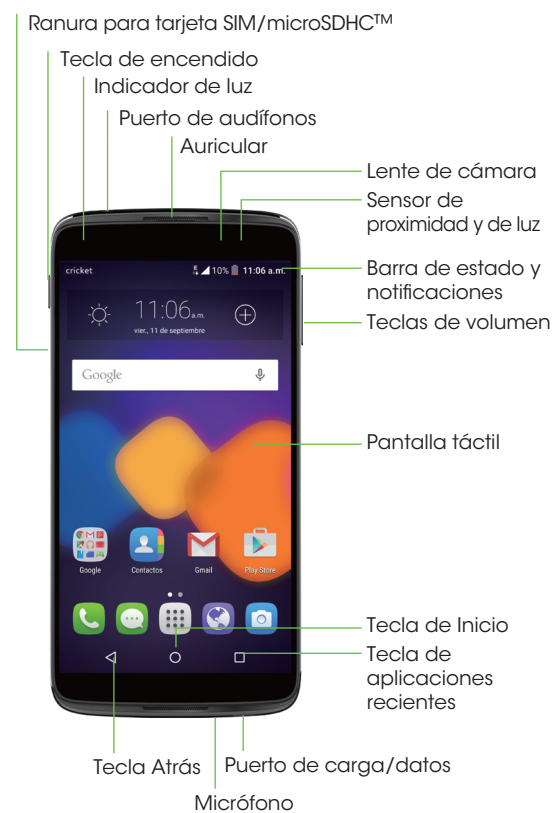 Ranura para tarjeta SIM/microSDHC™
Tecla de encendido
Indicador de luz
Puerto de audífonos
Auricular
Lente de cámara
Sensor de
proximidad y de luz
Barra de estado y
notificaciones
Teclas de volumen
cricket 10% 11:06 a.m.
11:06 a.m.
vier., 11 de septiembre
Google
Pantalla táctil
Google Contactos Gmail Play Store
Tecla de Inicio
Tecla de
aplicaciones
recientes
Tecla Atrás
Puerto de carga/datos
Micrófono